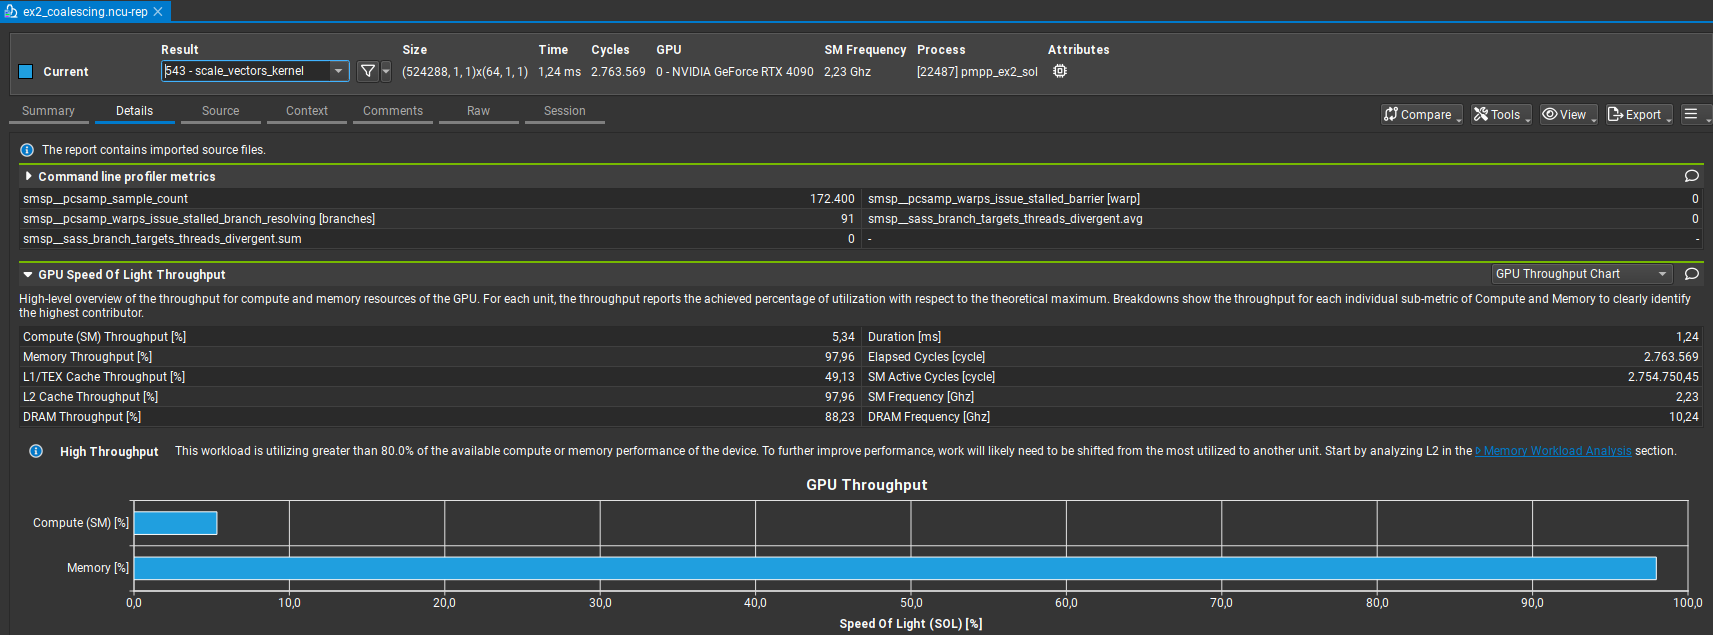 ex2_coalescing.ncu-rep
Result Size Time Cycles GPU SM Frequency Process Attributes
Current 543 - scale_vectors_kernel (524288, 1, 1)x(64, 1, 1) 1,24 ms 2.763.569 0 - NVIDIA GeForce RTX 4090 2,23 Ghz [22487] pmpp_ex2_sol
Summary Details Source Context Comments Raw Session Compare Tools View Export
The report contains imported source files.
Command line profiler metrics
smsp__pcsamp_sample_count 172.400 smsp__pcsamp_warps_issue_stalled_barrier [warp] 0
smsp__pcsamp_warps_issue_stalled_branch_resolving [branches] 91 smsp__sass_branch_targets_threads_divergent.avg 0
smsp__sass_branch_targets_threads_divergent.sum 0 - -
GPU Speed Of Light Throughput GPU Throughput Chart
High-level overview of the throughput for compute and memory resources of the GPU. For each unit, the throughput reports the achieved percentage of utilization with respect to the theoretical maximum. Breakdowns show the throughput for each individual sub-metric of Compute and Memory to clearly identify
the highest contributor.
Compute (SM) Throughput [%] 5,34 Duration [ms] 1,24
Memory Throughput [%] 97,96 Elapsed Cycles [cycle] 2.763.569
L1/TEX Cache Throughput [%] 49,13 SM Active Cycles [cycle] 2.754.750,45
L2 Cache Throughput [%] 97,96 SM Frequency [Ghz] 2,23
DRAM Throughput [%] 88,23 DRAM Frequency [Ghz] 10,24
High Throughput This workload is utilizing greater than 80.0% of the available compute or memory performance of the device. To further improve performance, work will likely need to be shifted from the most utilized to another unit. Start by analyzing L2 in the Memory Workload Analysis section.
GPU Throughput
Compute (SM) [%]
Memory [%]
0,0 10,0 20,0 30,0 40,0 50,0 60,0 70,0 80,0 90,0 100,0
Speed Of Light (SOL) [%]